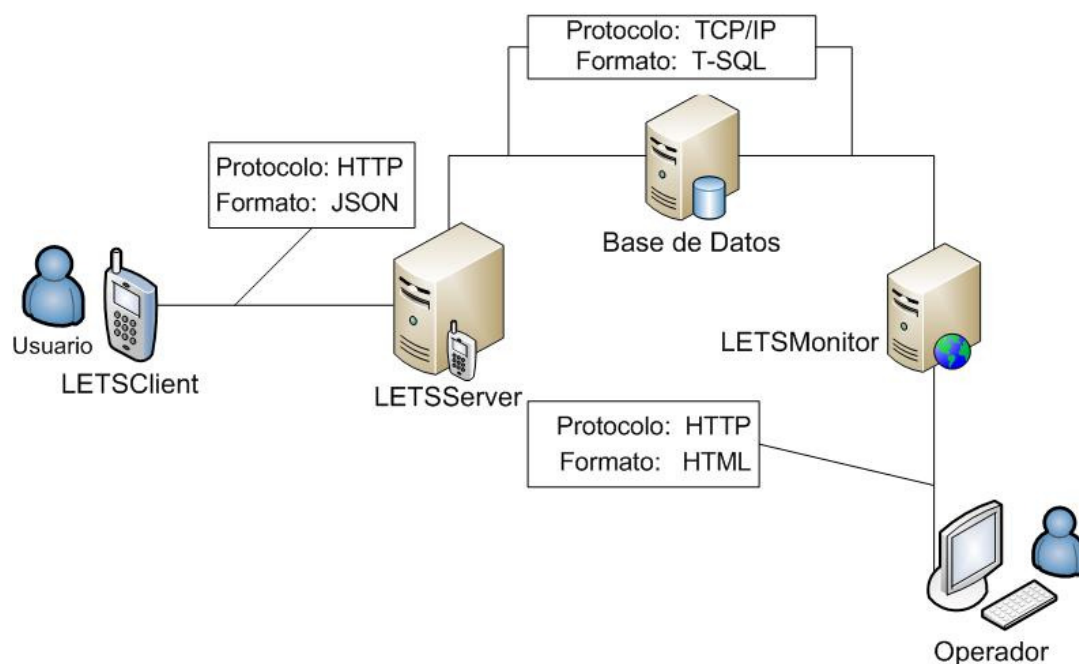 Protocolo: TCP/IP
Formato: T-SQL
Protocolo: HTTP
Formato: JSON
Base de Datos
Usuario
LETSClient
LETSServer
LETSMonitor
Protocolo: HTTP
Formato: HTML
Operador